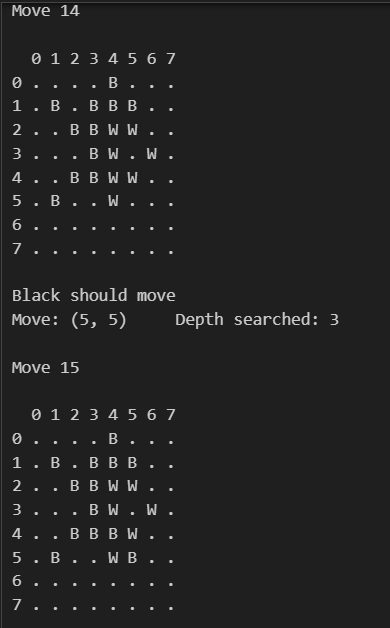 Move 14
0 1 2 3 4 5 6 7
0 . . . . B . . .
1 . B . B B B . .
2 . . B B W W . .
3 . . . B W . W .
4 . . B B W W . .
5 . B . . W . . .
6 . . . . . . . .
7 . . . . . . . .
Black should move
Move: (5, 5)     Depth searched: 3
Move 15
0 1 2 3 4 5 6 7
0 . . . . B . . .
1 . B . B B B . .
2 . . B B W W . .
3 . . . B W . W .
4 . . B B B W . .
5 . B . . W B . .
6 . . . . . . . .
7 . . . . . . . .